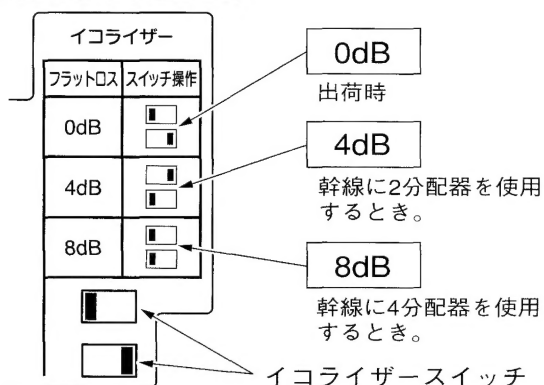 イコライザー
フラットロス スイッチ操作
0dB
4dB
8dB
0dB
出荷時
4dB
幹線に2分配器を使用
するとき。
8dB
幹線に4分配器を使用
するとき。
イコライザースイッチ